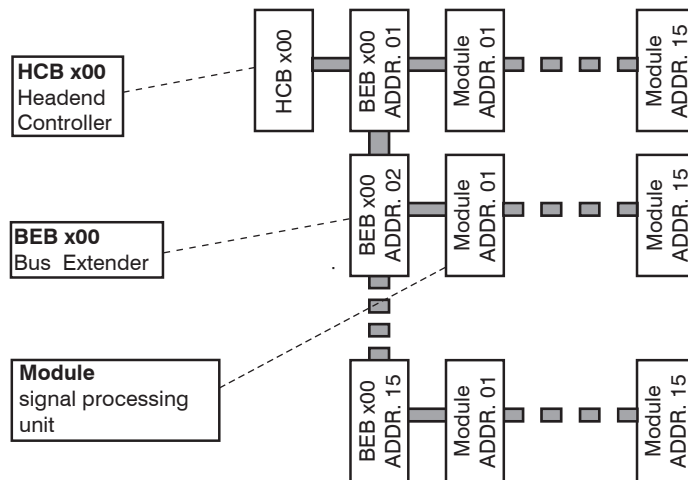 HCB x00
Headend
Controller
HCB x00
BEB x00
ADDR. 01
Module
ADDR. 01
Module
ADDR. 15
BEB x00
Bus Extender
BEB x00
ADDR. 02
Module
ADDR. 01
Module
ADDR. 15
Module
signal processing
unit
BEB x00
ADDR. 15
Module
ADDR. 01
Module
ADDR. 15